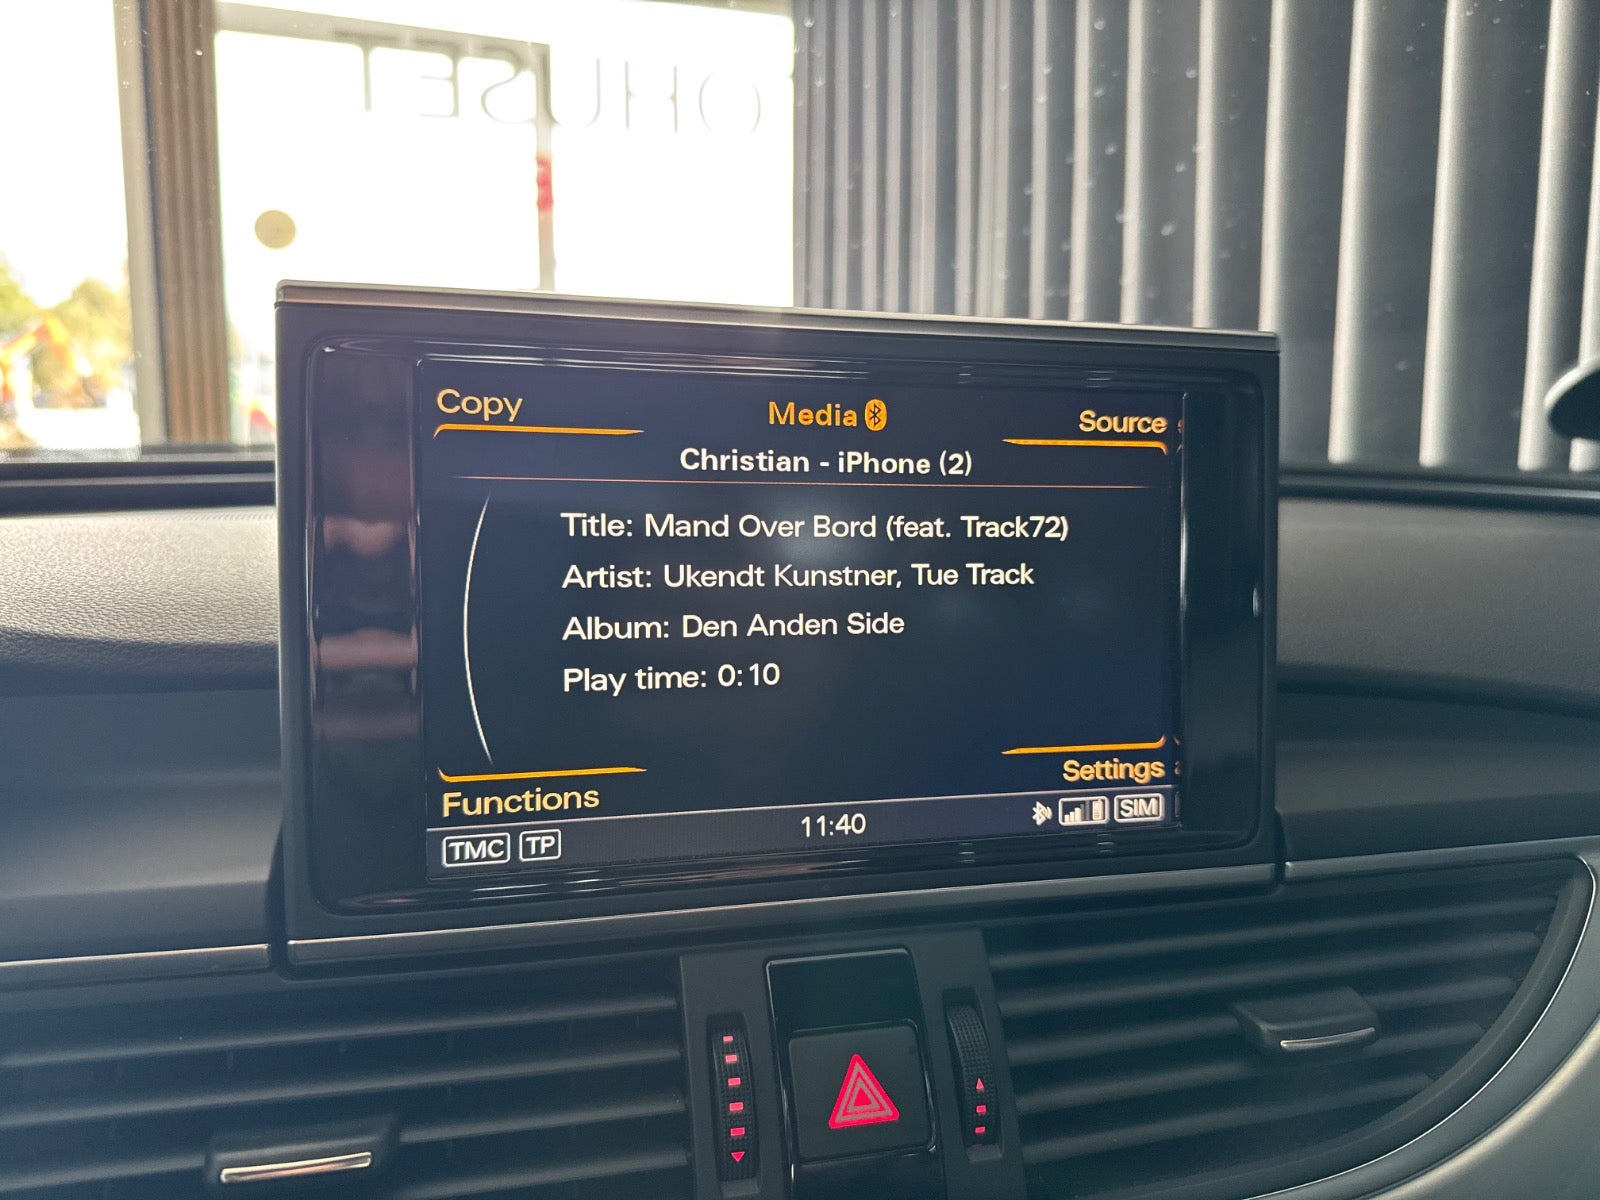 OHUSET
Copy
Media
Source
Christian - iPhone (2)
Title: Mand Over Bord (feat. Track72)
Artist: Ukendt Kunstner, Tue Track
Album: Den Anden Side
Play time: 0:10
Settings
Functions
11:40
SIM
TMC TP